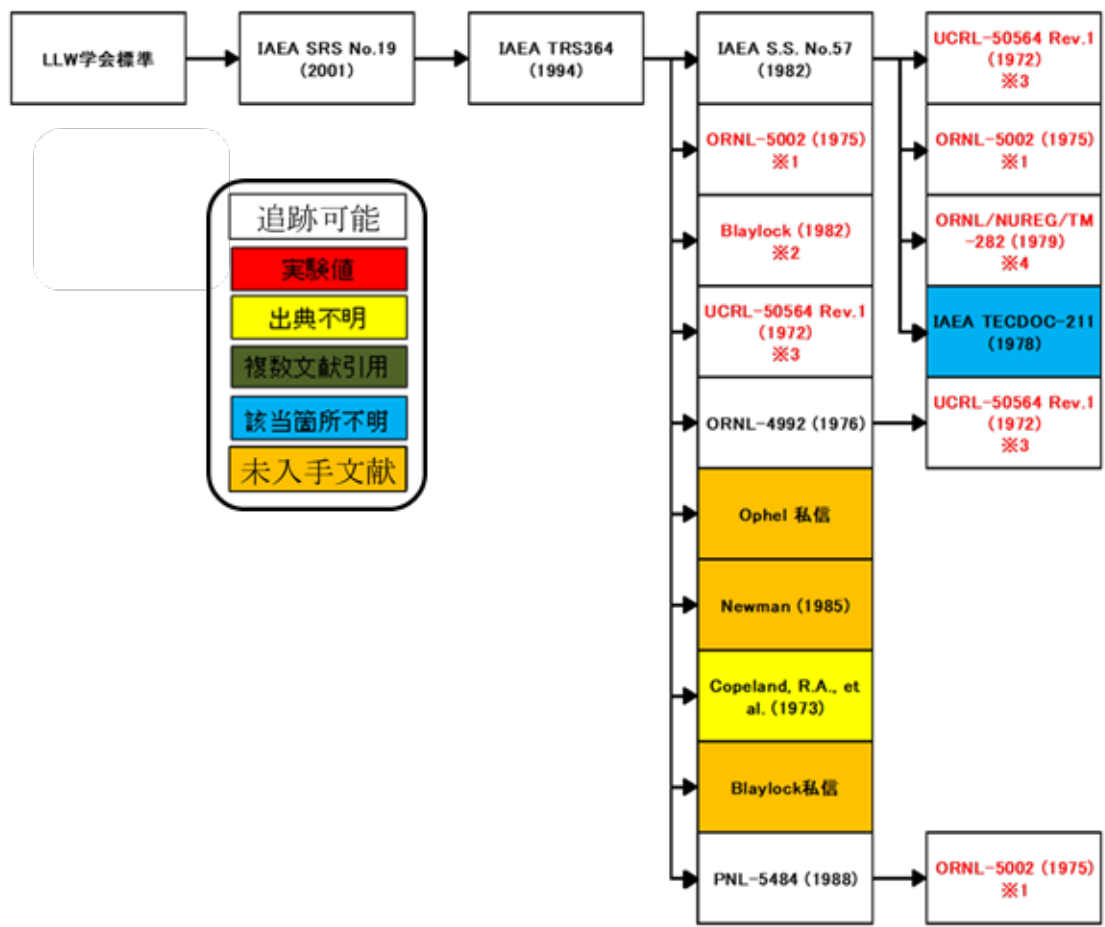 LLW学会標準
IAEA SRS No.19
(2001)
IAEA TRS364
(1994)
IAEA S.S. No.57
(1982)
UCRL-50564 Rev.1
(1972)
※3
ORNL-5002 (1975)
※1
ORNL-5002 (1975)
※1
Blaylock (1982)
※2
ORNL/NUREG/TM
-282 (1979)
※4
UCRL-50564 Rev.1
(1972)
※3
IAEA TECDOC-211
(1978)
ORNL-4992 (1976)
UCRL-50564 Rev.1
(1972)
※3
Ophel 私信
Newman (1985)
Copeland, R.A., et
al. (1973)
Blaylock私信
PNL-5484 (1988)
ORNL-5002 (1975)
※1
追跡可能
実験値
出典不明
複数文献引用
該当箇所不明
未入手文献